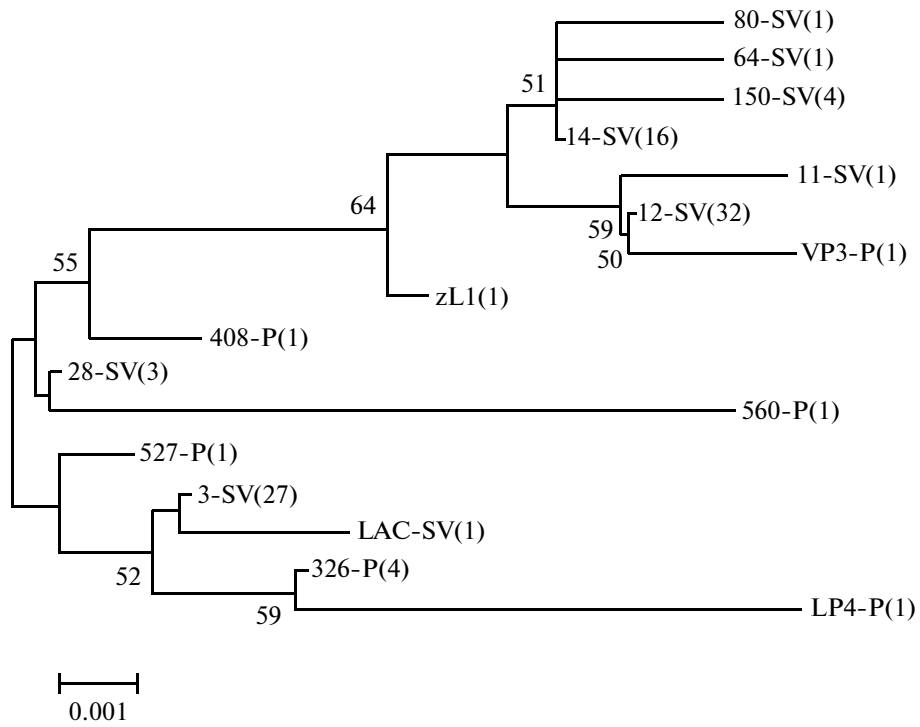 80-SV(1)
64-SV(1)
51
150-SV(4)
14-SV(16)
11-SV(1)
64
12-SV(32)
59
VP3-P(1)
50
55
zL1(1)
408-P(1)
28-SV(3)
560-P(1)
527-P(1)
3-SV(27)
LAC-SV(1)
326-P(4)
52
LP4-P(1)
59
0.001